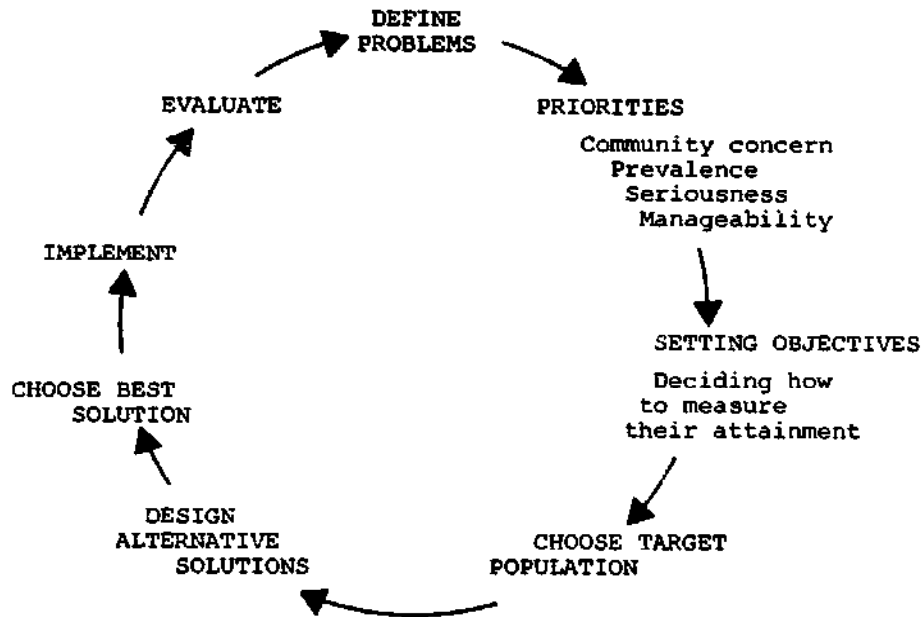 DEFINE
PROBLEMS
PRIORITIES
Community concern
Prevalence
Seriousness
Manageability
SETTING OBJECTIVES
Deciding how
to measure
their attainment
CHOOSE TARGET
POPULATION
DESIGN
ALTERNATIVE
SOLUTIONS
CHOOSE BEST
SOLUTION
IMPLEMENT
EVALUATE